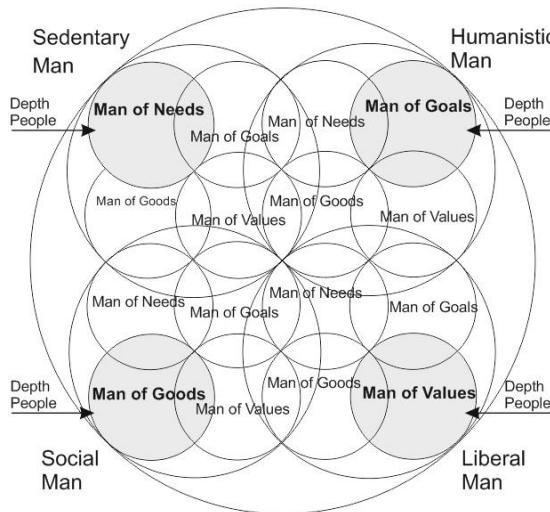 Sedentary
Man
Humanistic
Man
Depth
People
Man of Needs
Man of Goals
Man of Needs
Man of Goals
Depth
People
Man of Goods
Man of Values
Man of Goods
Man of Values
Man of Needs
Man of Goals
Man of Needs
Man of Goals
Depth
People
Man of Goods
Man of Values
Man of Goods
Man of Values
Depth
People
Social
Man
Liberal
Man